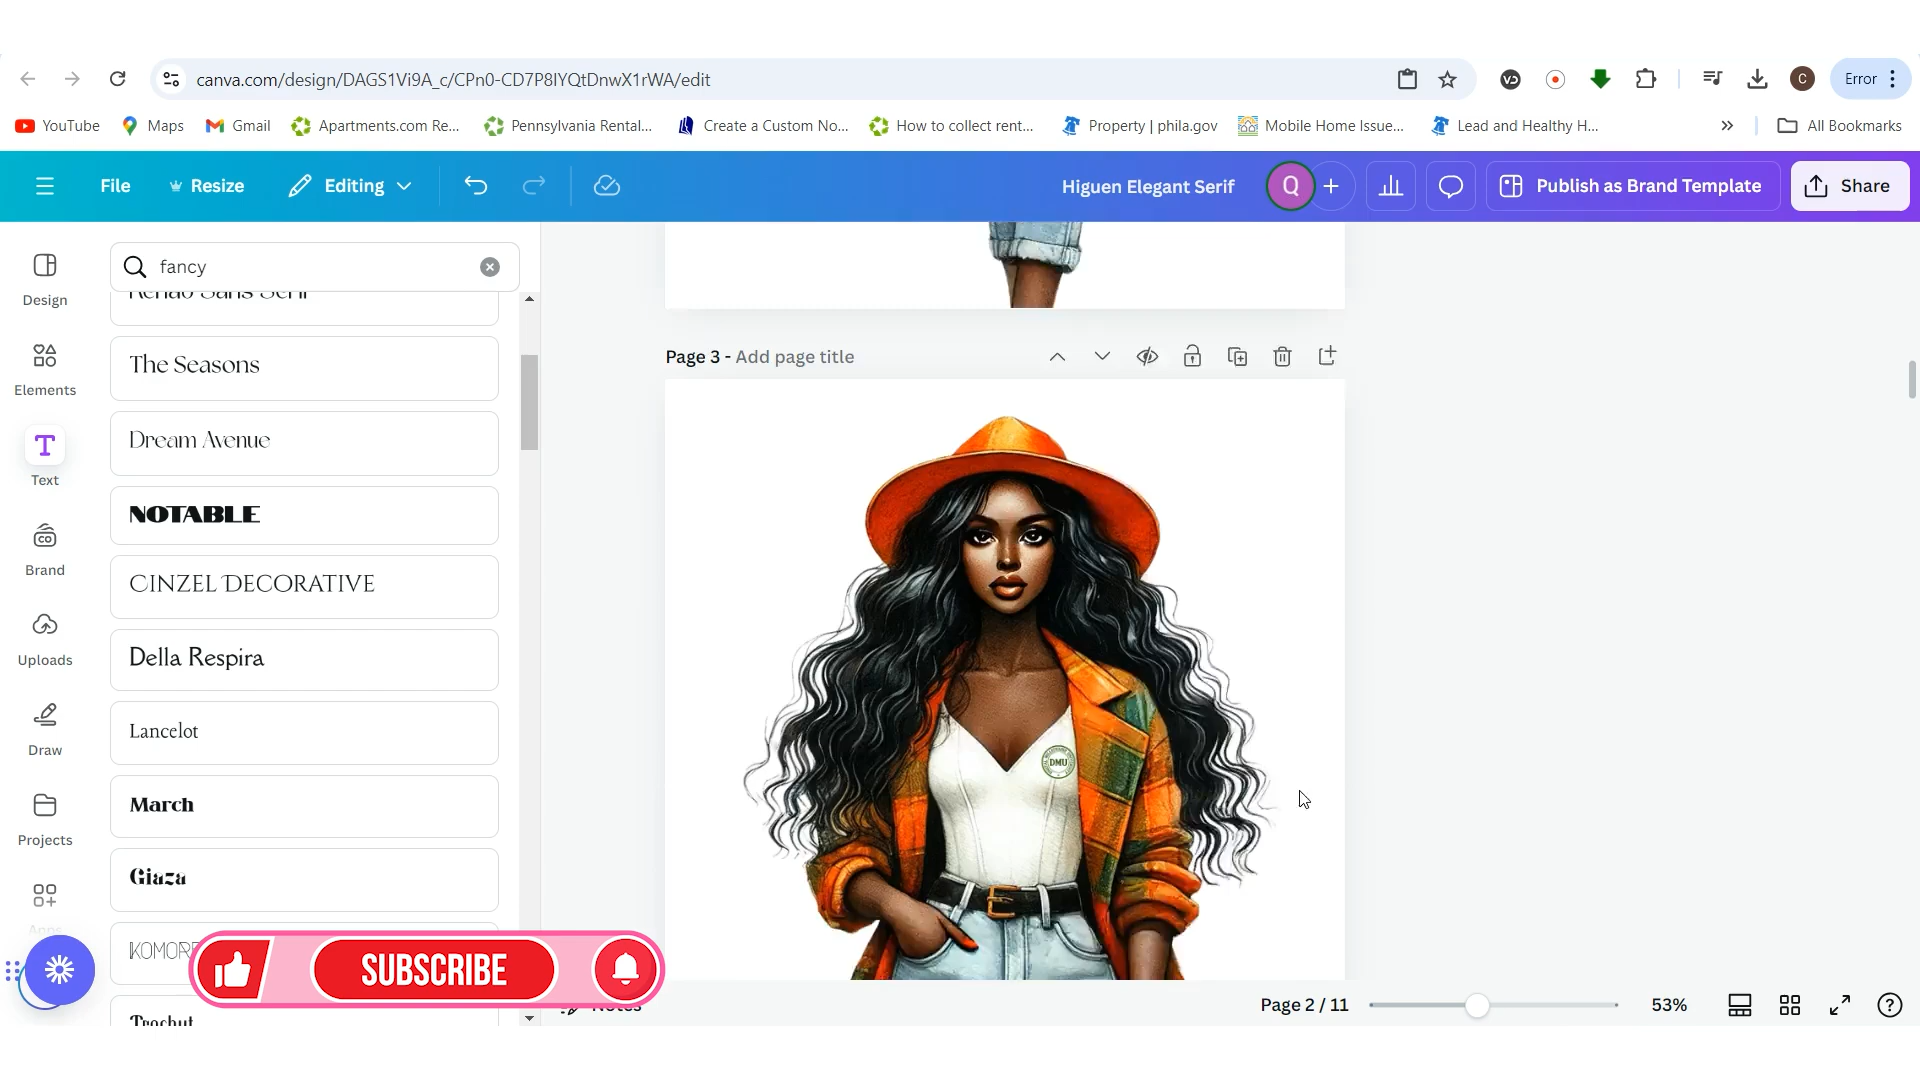 canva.com/design/DAGS1Vi9A_c/CPn0-CD7P8IYQtDnwX1rWA/edit
Error
YouTube
Maps
Gmail
Apartments.com Re...
Pennsylvania Rental...
Create a Custom No...
How to collect rent...
Property | phila.gov
Mobile Home Issue...
Lead and Healthy H...
All Bookmarks
File
Resize
Editing
Higuen Elegant Serif
Q
Publish as Brand Template
Share
Design
Elements
Text
Brand
Uploads
Draw
Projects
Apps
fancy
The Seasons
Dream Avenue
NOTABLE
CINZEL DECORATIVE
Della Respira
Lancelot
March
Giaza
Page 3 - Add page title
DMU
SUBSCRIBE
Notes
Page 2 / 11
53%